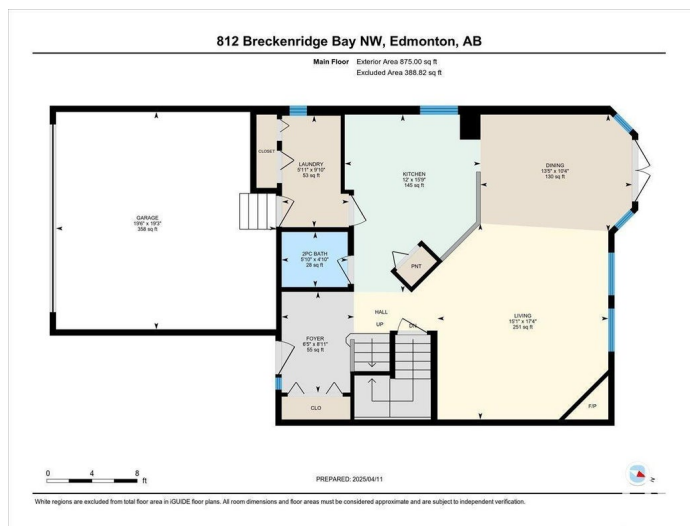 812 Breckenridge Bay NW, Edmonton, AB
Main Floor Exterior Area 875.00 sq ft
Excluded Area 388.82 sq ft
CLOSET
LAUNDRY
5'11" x 9'10"
53 sq ft
KITCHEN
12' x 15'9"
145 sq ft
DINING
13'5" x 10'4"
130 sq ft
GARAGE
19'6" x 19'3"
358 sq ft
2PC BATH
5'10" x 4'10"
28 sq ft
PNT
HALL
UP
DN
LIVING
15'1" x 17'4"
251 sq ft
FOYER
6'5" x 8'11"
55 sq ft
CLO
F/P
0 4 8
ft
PREPARED: 2025/04/11
N
White regions are excluded from total floor area in iGUIDE floor plans. All room dimensions and floor areas must be considered approximate and are subject to independent verification.